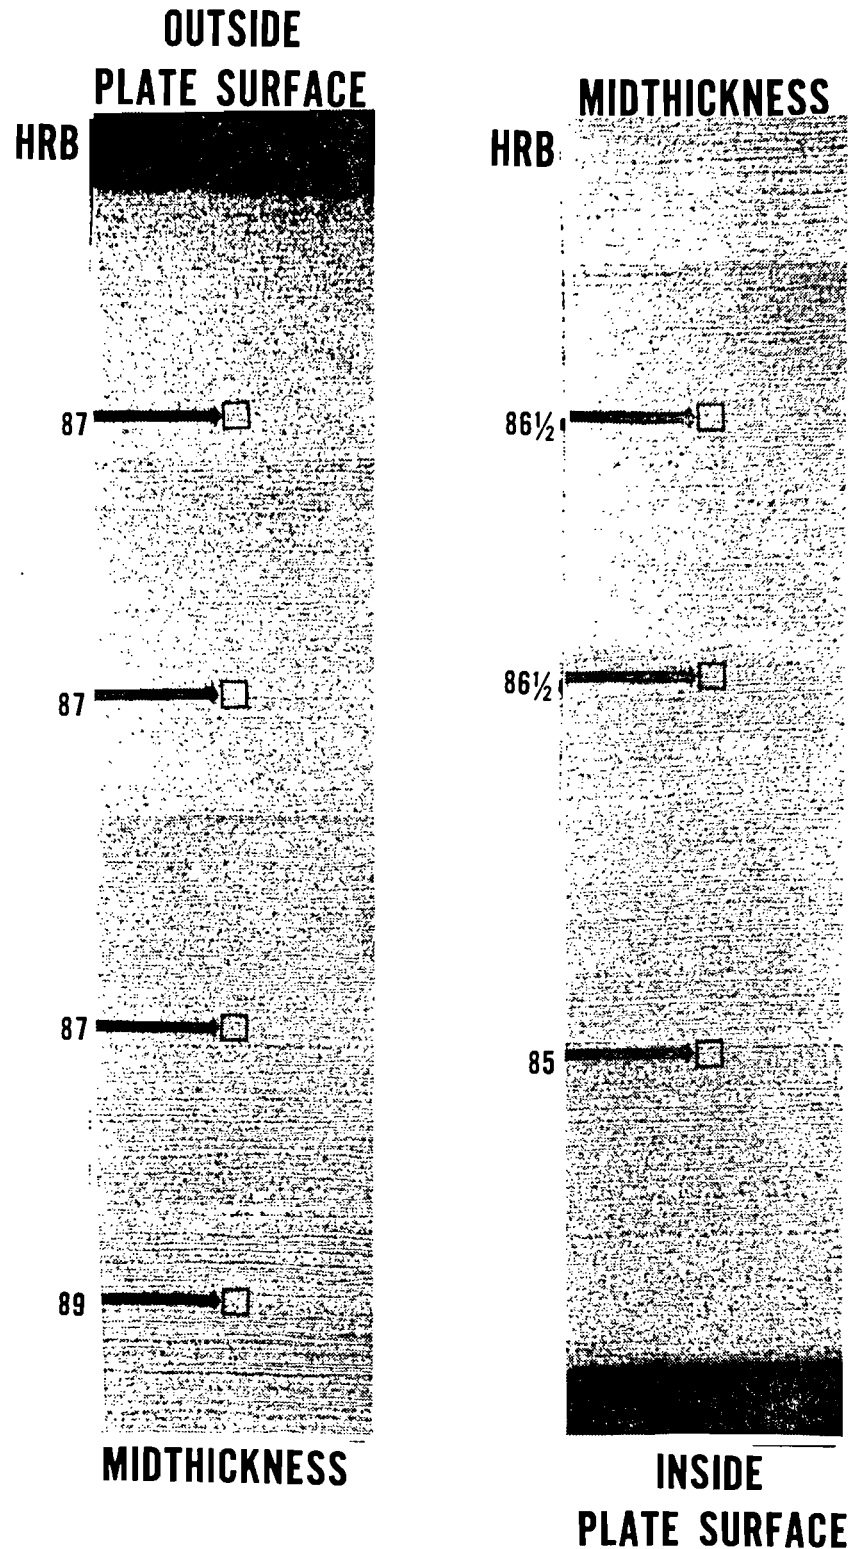 OUTSIDE
PLATE SURFACE
HRB
87
87
87
89
MIDTHICKNESS
MIDTHICKNESS
HRB
86½
86½
85
INSIDE
PLATE SURFACE